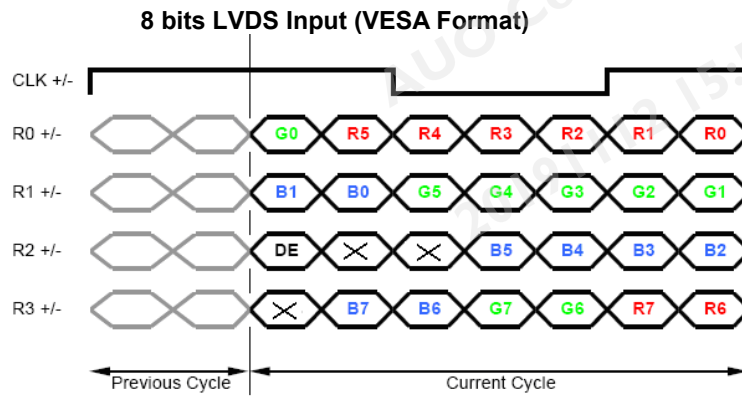 8 bits LVDS Input (VESA Format)
CLK +/-
R0 +/- G0 R5 R4 R3 R2 R1 R0
R1 +/- B1 B0 G5 G4 G3 G2 G1
R2 +/- DE B5 B4 B3 B2
R3 +/- B7 B6 G7 G6 R7 R6
Previous Cycle Current Cycle
AUO